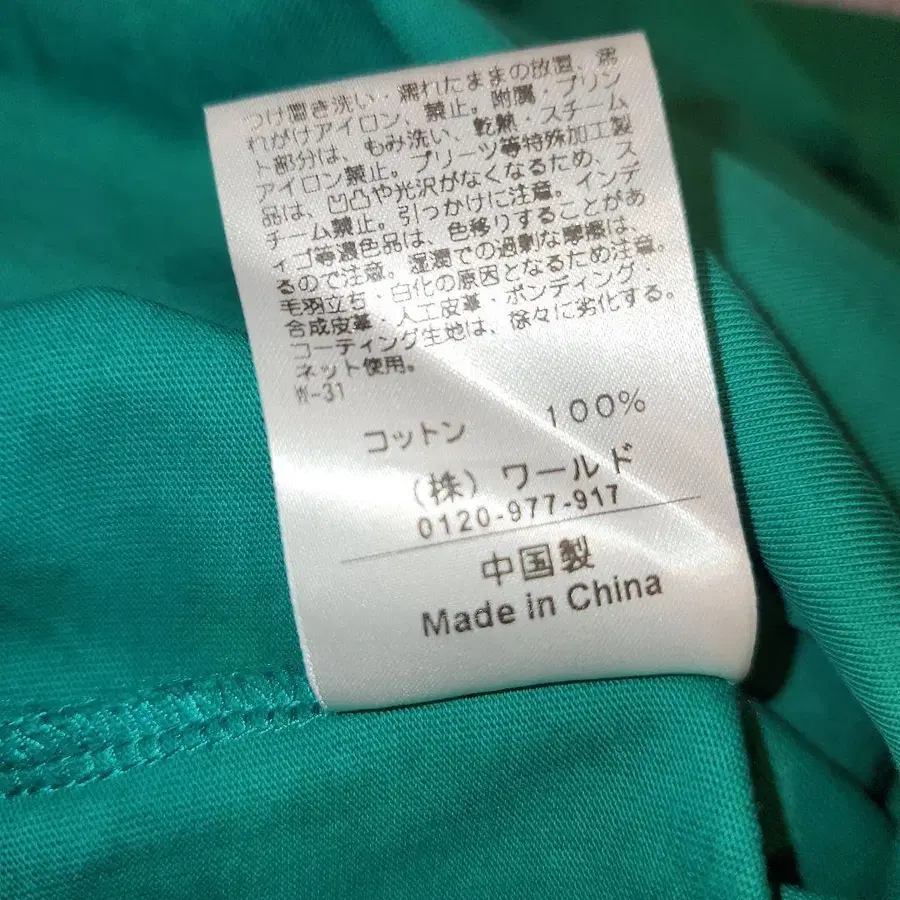 つけ置き洗い・濡れたままの放置、濡
れがけアイロン、禁止。附属・プリン
ト部分は、もみ洗い、乾熱・スチーム
アイロン禁止。プリーツ等特殊加工製
品は、凹凸や光沢がなくなるため、ス
チーム禁止。引っかけに注意。インデ
ィゴ等濃色品は、色移りすることがあ
るので注意。湿潤での過剰な摩擦は、
毛羽立ち・白化の原因となるため注意。
合成皮革・人工皮革・ボンディング・
コーティング生地は、徐々に劣化する。
ネット使用。
W-31
コットン 100%
(株) ワールド
0120-977-917
中国製
Made in China